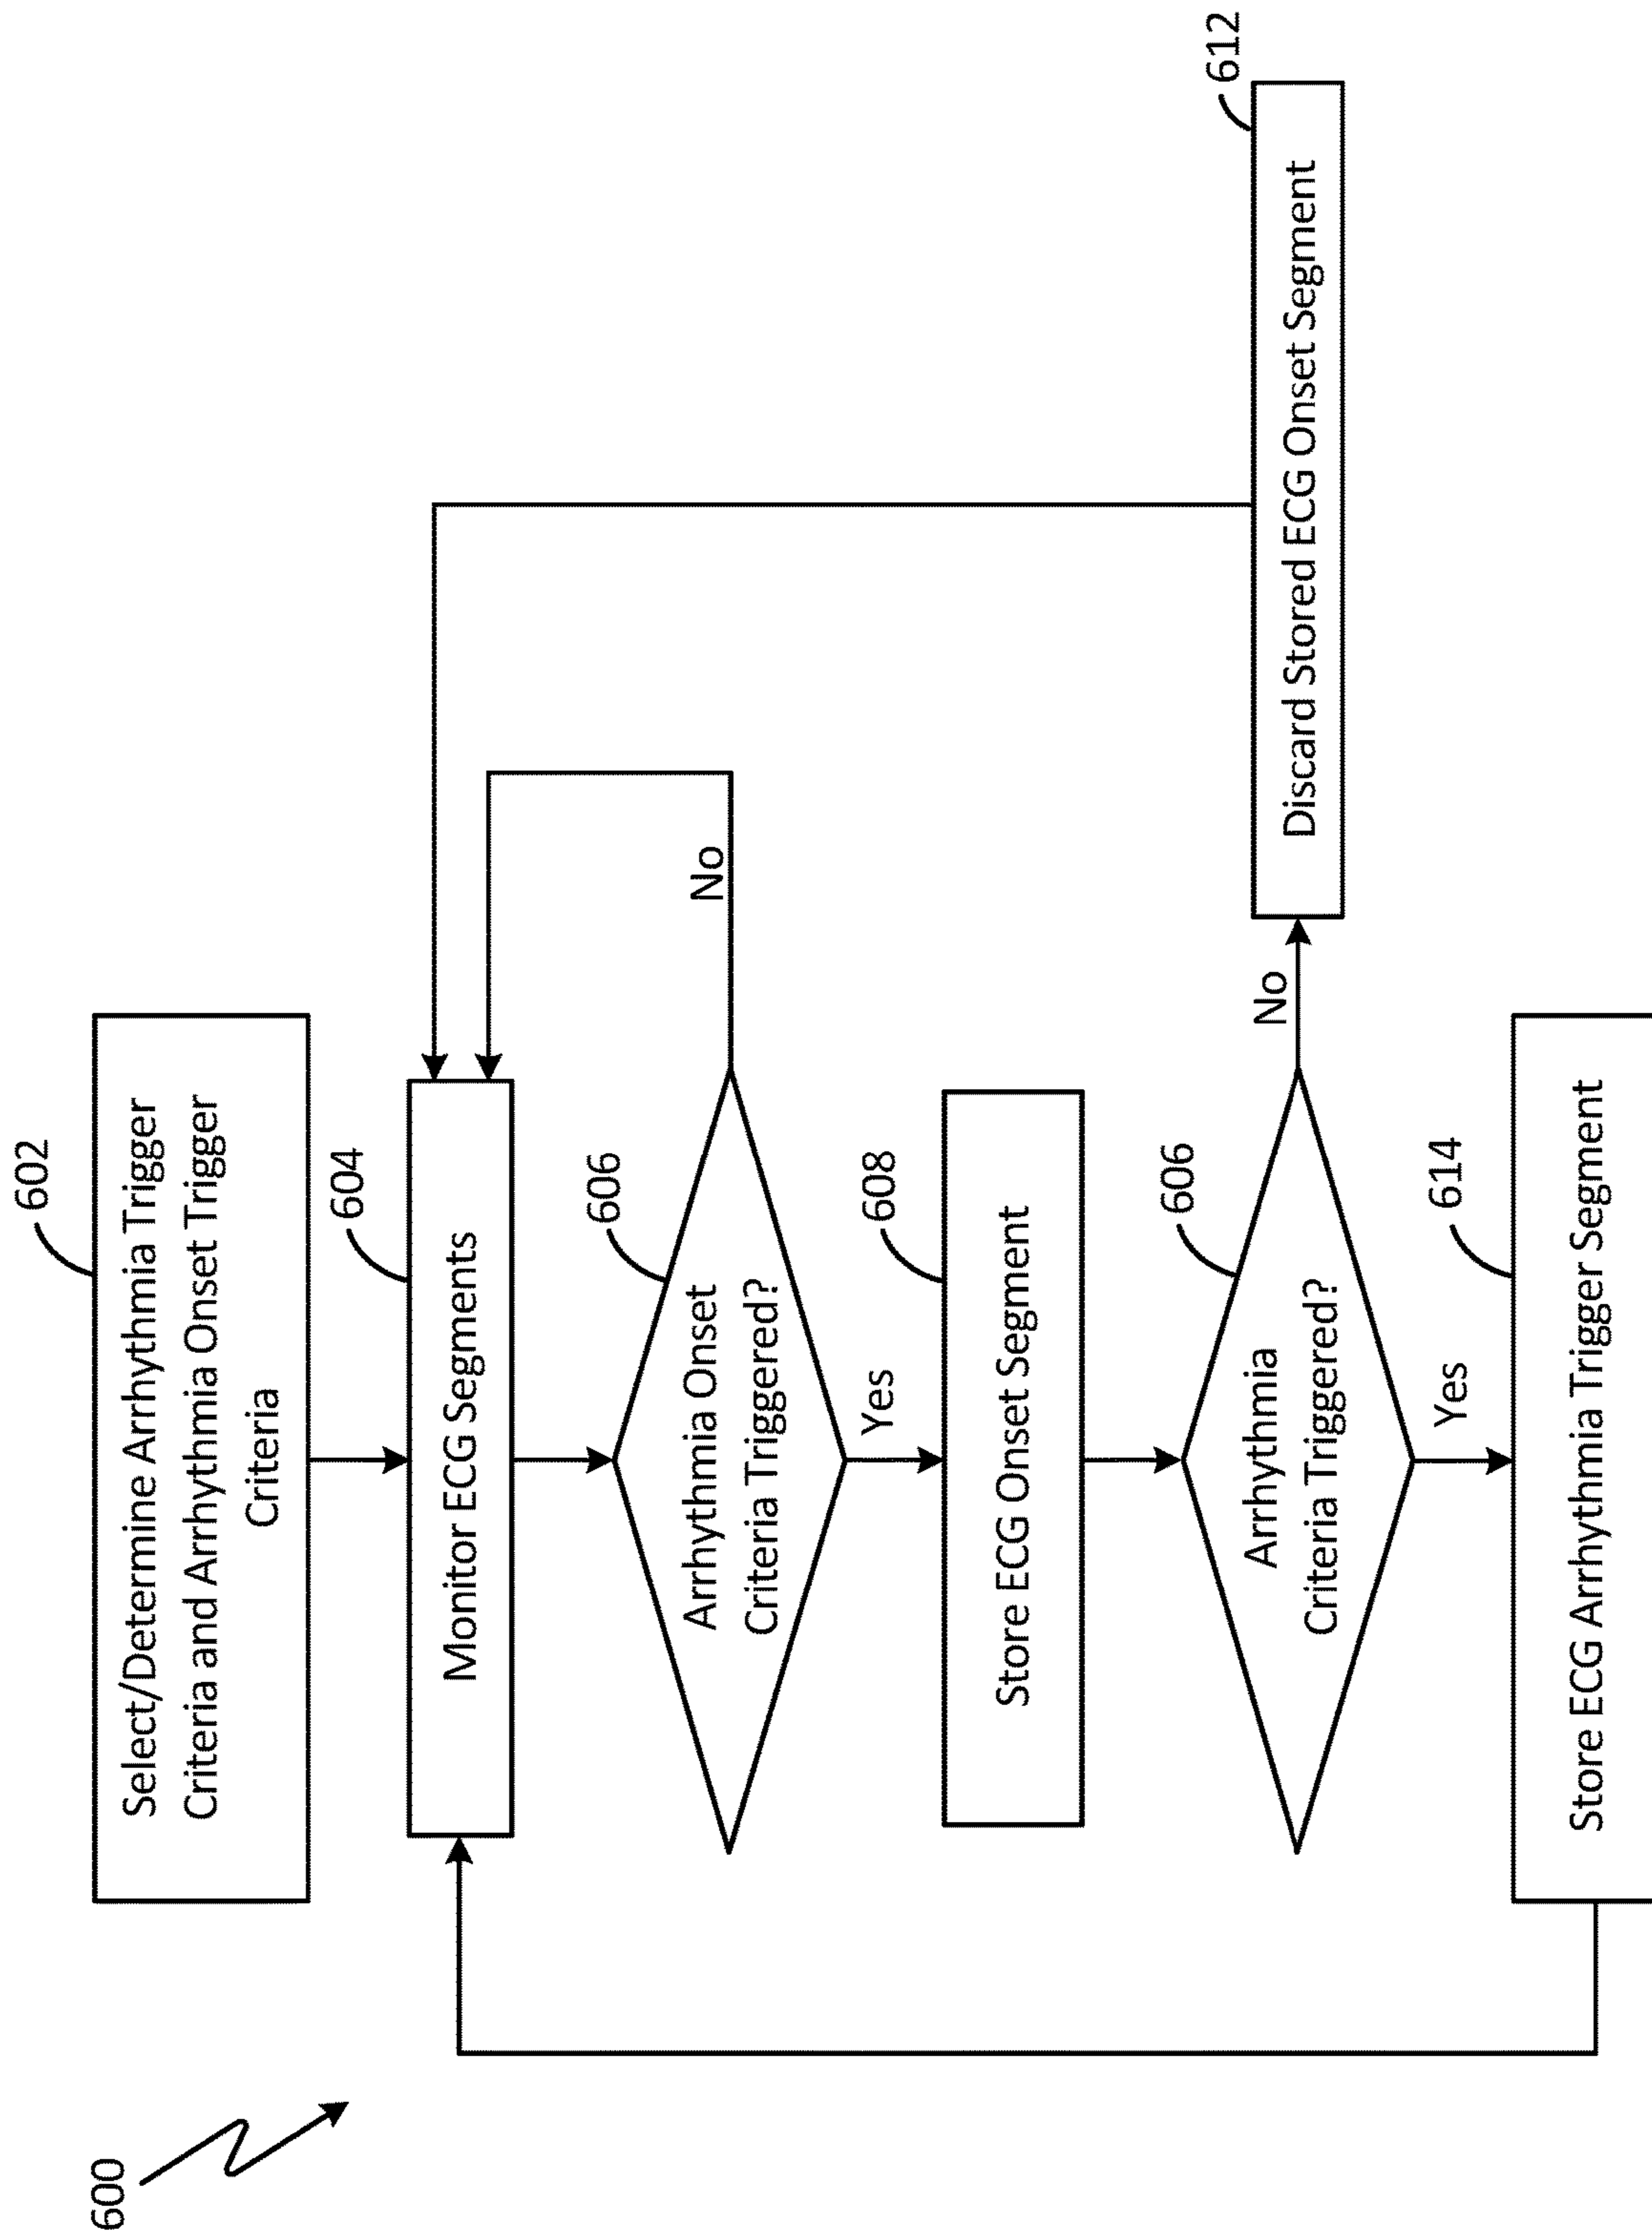 600
602
Select/Determine Arrhythmia Trigger
Criteria and Arrhythmia Onset Trigger
Criteria
604
Monitor ECG Segments
606
Arrhythmia Onset
Criteria Triggered?
No
Yes
608
Store ECG Onset Segment
606
Arrhythmia
Criteria Triggered?
No
612
Discard Stored ECG Onset Segment
Yes
614
Store ECG Arrhythmia Trigger Segment